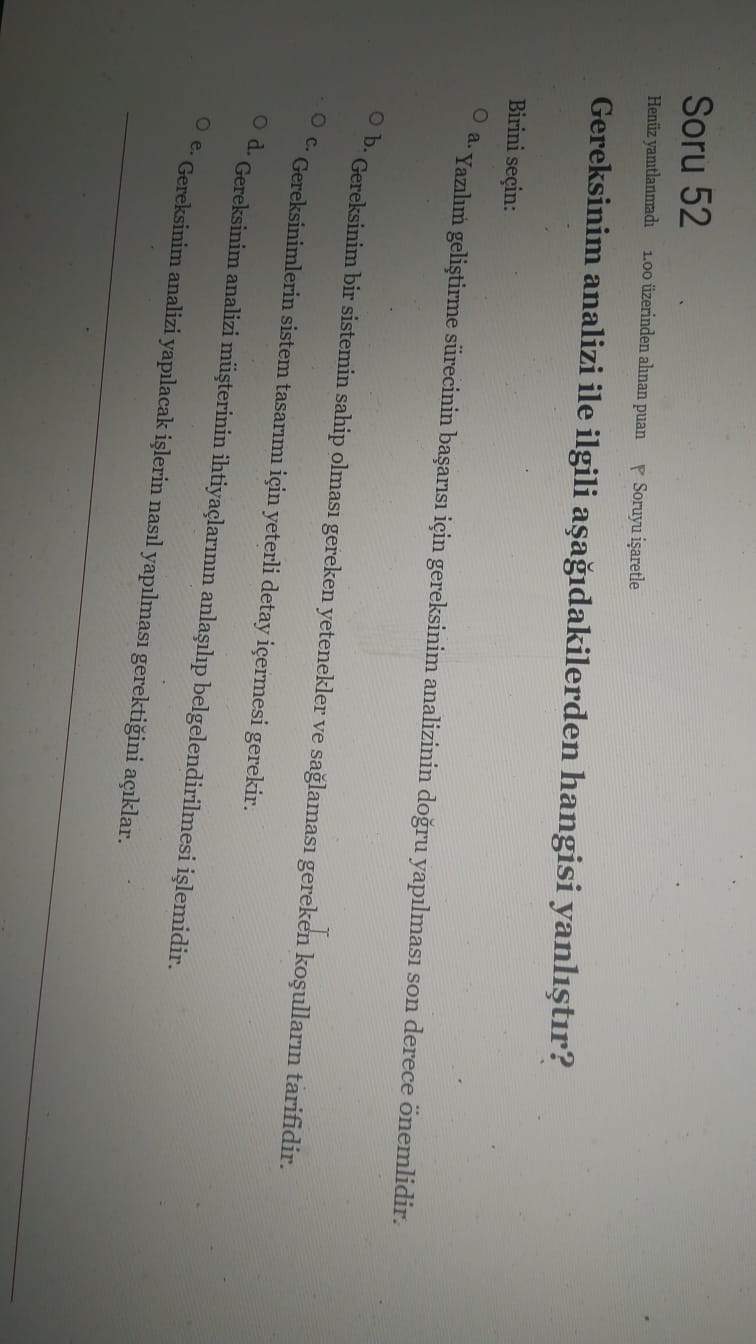 Soru 52
Henüz yanıtlanmadı 1.00 üzerinden alınan puan Soruyu işaretle
Gereksinim analizi ile ilgili aşağıdakilerden hangisi yanlıştır?
Birini seçin:
a. Yazılım geliştirme sürecinin başarısı için gereksinim analizinin doğru yapılması son derece önemlidir.
b. Gereksinim bir sistemin sahip olması gereken yetenekler ve sağlaması gereken koşulların tarifidir.
c. Gereksinimlerin sistem tasarımı için yeterli detay içermesi gerekir.
d. Gereksinim analizi müşterinin ihtiyaçlarının anlaşılıp belgelendirilmesi işlemidir.
e. Gereksinim analizi yapılacak işlerin nasıl yapılması gerektiğini açıklar.